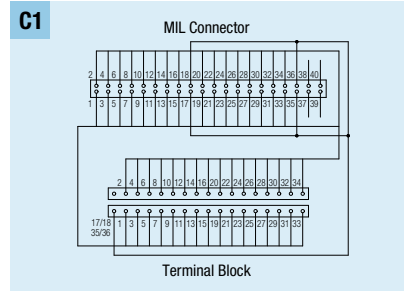 C1
MIL Connector
2 4 6 8 10 12 14 16 18 20 22 24 26 28 30 32 34 36 38 40
1 3 5 7 9 11 13 15 17 19 21 23 25 27 29 31 33 35 37 39
2 4 6 8 10 12 14 16 20 22 24 26 28 30 32 34
17/18 1 3 5 7 9 11 13 15 19 21 23 25 27 29 31 33
35/36
Terminal Block